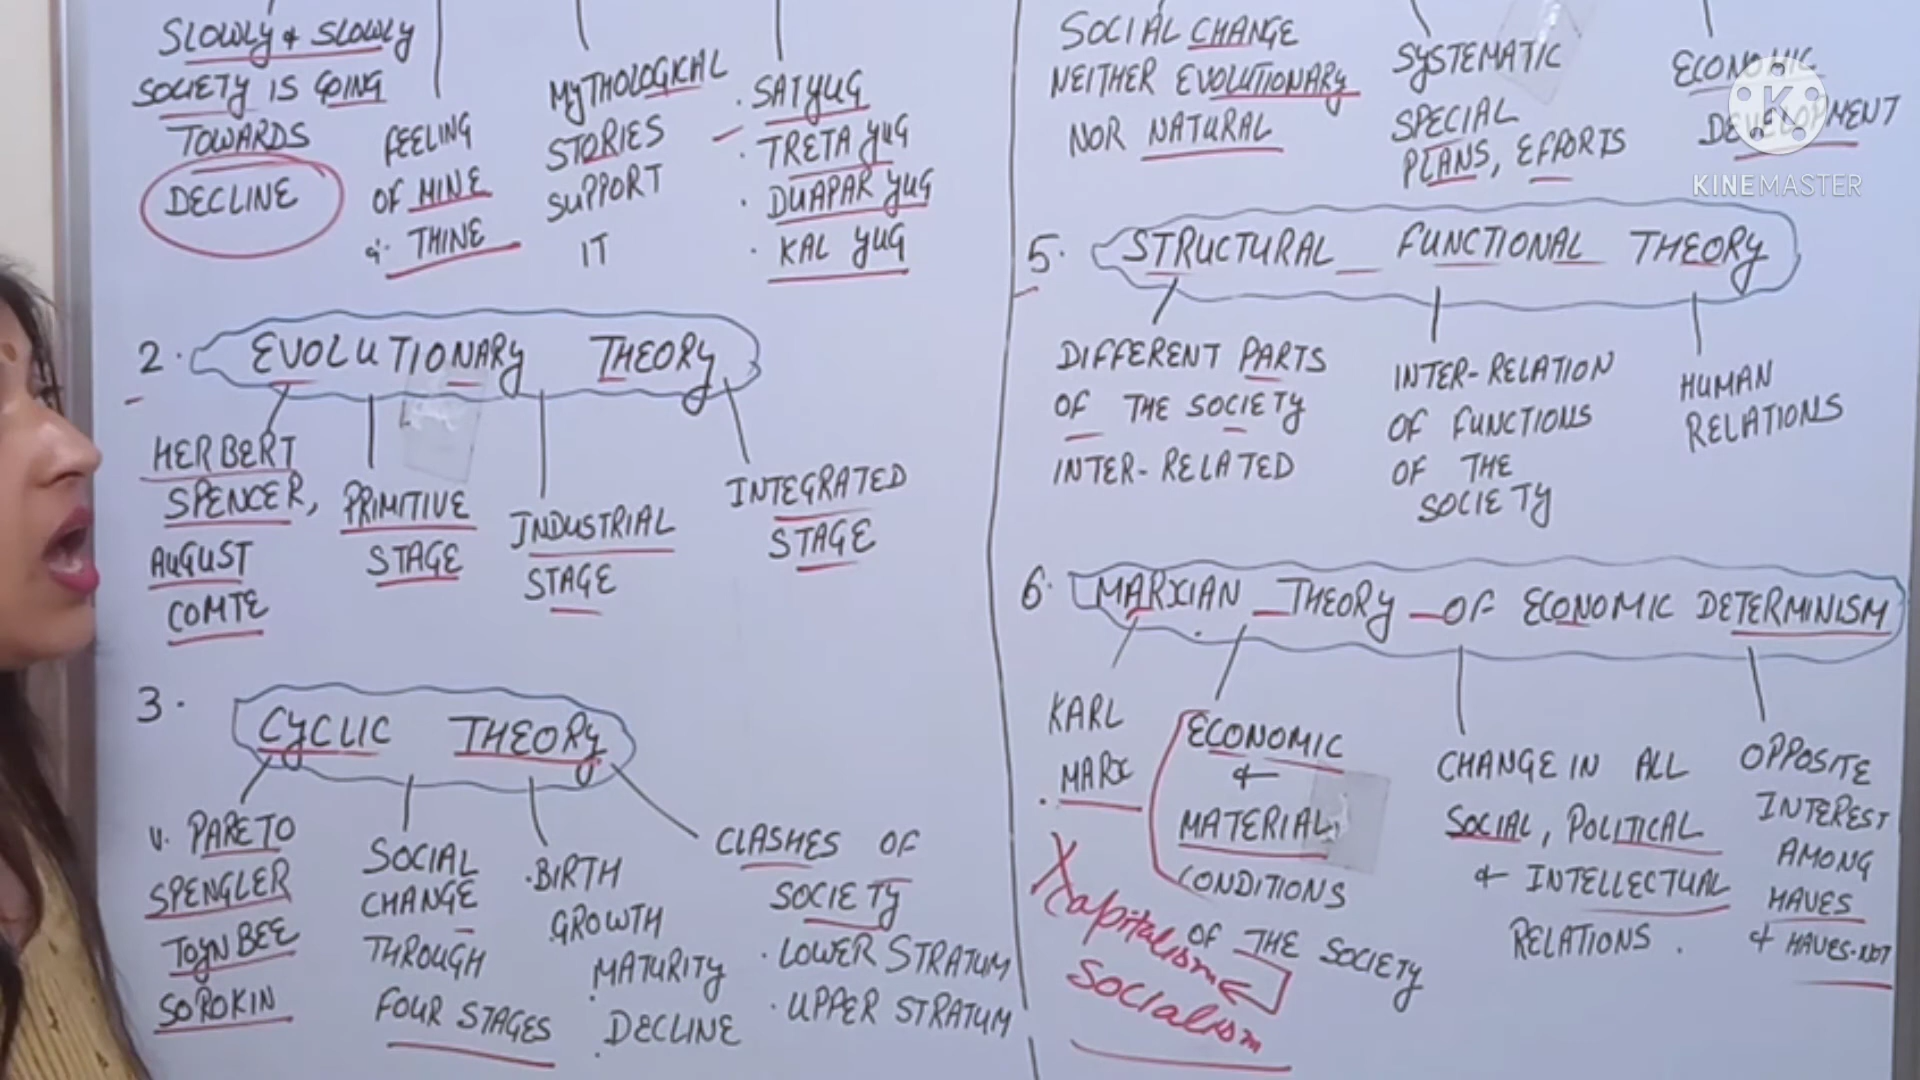 SLOWLY & SLOWLY
SOCIETY IS GOING
TOWARDS
DECLINE
FEELING
OF MINE
& THINE
MYTHOLOGICAL
STORIES
SUPPORT
IT
SATYUG
TRETA YUG
DUAPAR YUG
KAL YUG
2. EVOLUTIONARY THEORY
HERBERT
SPENCER,
AUGUST
COMTE
PRIMITIVE
STAGE
INDUSTRIAL
STAGE
INTEGRATED
STAGE
3. CYCLIC THEORY
V. PARETO
SPENGLER
TOYNBEE
SOROKIN
SOCIAL
CHANGE
THROUGH
FOUR STAGES
BIRTH
GROWTH
MATURITY
DECLINE
CLASHES OF
SOCIETY
LOWER STRATUM
UPPER STRATUM
SOCIAL CHANGE
NEITHER EVOLUTIONARY
NOR NATURAL
SYSTEMATIC
SPECIAL
PLANS, EFFORTS
ECONOMIC
DEVELOPMENT
KINEMASTER
5. STRUCTURAL - FUNCTIONAL THEORY
DIFFERENT PARTS
OF THE SOCIETY
INTER-RELATED
INTER-RELATION
OF FUNCTIONS
OF THE
SOCIETY
HUMAN
RELATIONS
6. MARXIAN THEORY OF ECONOMIC DETERMINISM
KARL
MARX
ECONOMIC
&
MATERIAL
CONDITIONS
OF THE SOCIETY
Capitalism
Socialism
CHANGE IN ALL
SOCIAL, POLITICAL
& INTELLECTUAL
RELATIONS.
OPPOSITE
INTEREST
AMONG
HAVES
& HAVES-NOT